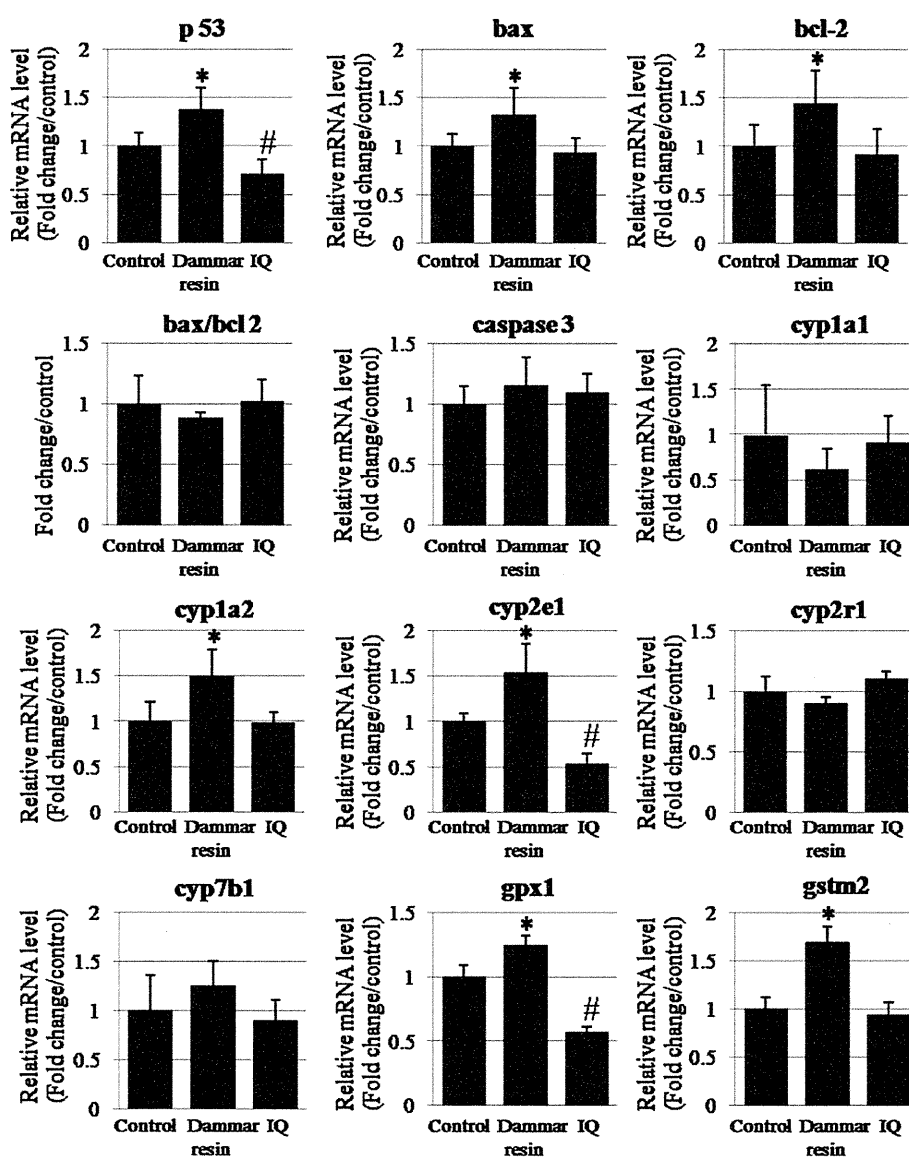 p 53
Relative mRNA level
(Fold change/control)
2
1.5
1
0.5
0
*
#
Control Dammar IQ
resin
bax
Relative mRNA level
(Fold change/control)
2
1.5
1
0.5
0
*
Control Dammar IQ
resin
bcl-2
Relative mRNA level
(Fold change/control)
2
1.5
1
0.5
0
*
Control Dammar IQ
resin
bax/bcl 2
Fold change/control
1.5
1
0.5
0
Control Dammar IQ
resin
caspase 3
Relative mRNA level
(Fold change/control)
1.5
1
0.5
0
Control Dammar IQ
resin
cyp1a1
Relative mRNA level
(Fold change/control)
2
1.5
1
0.5
0
Control Dammar IQ
resin
cyp1a2
Relative mRNA level
(Fold change/control)
2
1.5
1
0.5
0
*
Control Dammar IQ
resin
cyp2e1
Relative mRNA level
(Fold change/control)
2
1.5
1
0.5
0
*
#
Control Dammar IQ
resin
cyp2r1
Relative mRNA level
(Fold change/control)
1.5
1
0.5
0
Control Dammar IQ
resin
cyp7b1
Relative mRNA level
(Fold change/control)
2
1.5
1
0.5
0
Control Dammar IQ
resin
gpx1
Relative mRNA level
(Fold change/control)
1.5
1
0.5
0
*
#
Control Dammar IQ
resin
gstm2
Relative mRNA level
(Fold change/control)
2
1.5
1
0.5
0
*
Control Dammar IQ
resin